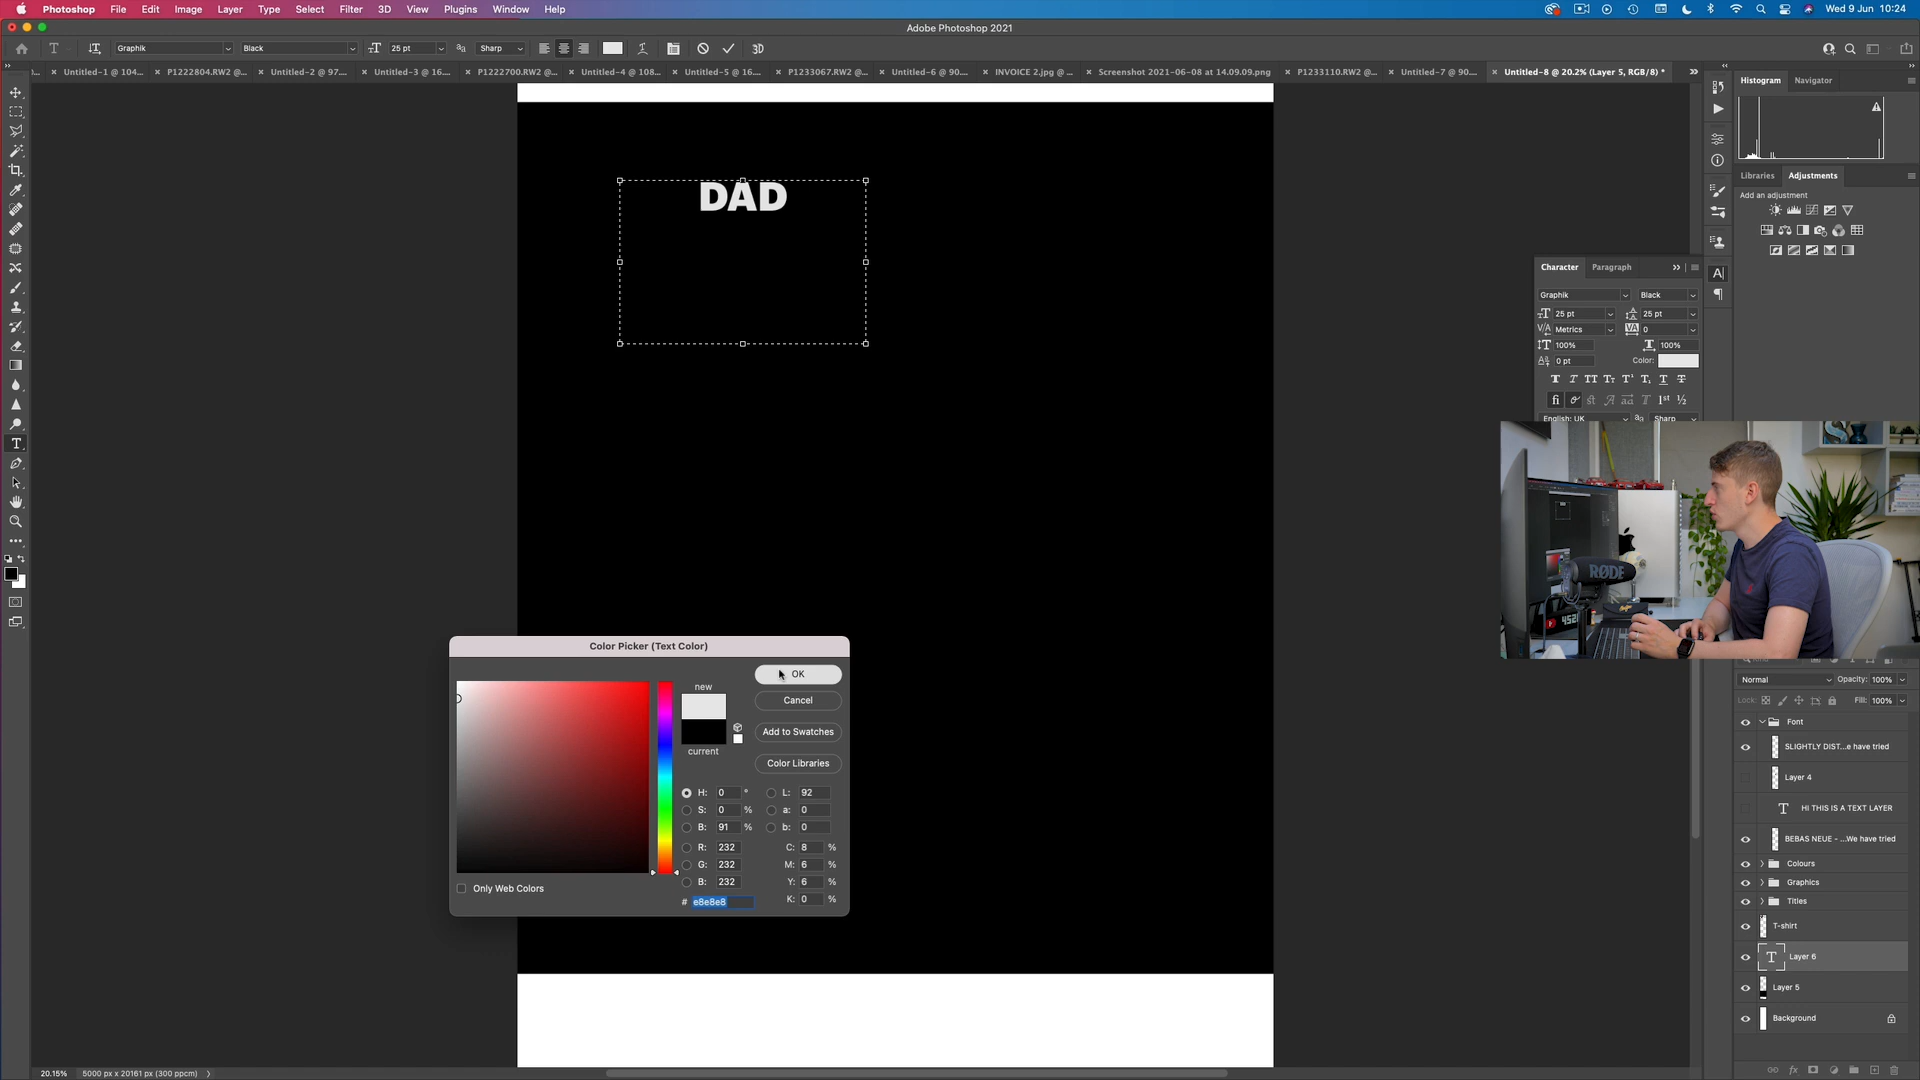 Photoshop File Edit Image Layer Type Select Filter 3D View Plugins Window Help Wed 9 Jun 10:24
Adobe Photoshop 2021
Graphik Black 25 pt Sharp 3D
Untitled-1 @ 104... P1222804.RW2 @... Untitled-2 @ 97.... Untitled-3 @ 16.... P1222700.RW2 @... Untitled-4 @ 108... Untitled-5 @ 16.... P1233067.RW2 @... Untitled-6 @ 90.... INVOICE 2.jpg @ ... Screenshot 2021-06-08 at 14.09.09.png P1233110.RW2 @... Untitled-7 @ 90.... Untitled-8 @ 20.2% (Layer 5, RGB/8) *
Histogram Navigator
Libraries Adjustments
Add an adjustment
DAD
Character Paragraph
Graphik Black
25 pt 25 pt
Metrics 0
100% 100%
0 pt Color:
English: UK Sharp
RØDE
Color Picker (Text Color)
new
current
OK
Cancel
Add to Swatches
Color Libraries
H: 0 ° L: 92
S: 0 % a: 0
B: 91 % b: 0
R: 232 C: 8 %
G: 232 M: 6 %
B: 232 Y: 6 %
# e8e8e8 K: 0 %
Only Web Colors
Normal Opacity: 100%
Lock: Fill: 100%
Font
SLIGHTLY DIST...e have tried
Layer 4
HI THIS IS A TEXT LAYER
BEBAS NEUE - ...We have tried
Colours
Graphics
Titles
T-shirt
Layer 6
Layer 5
Background
20.15% 5000 px x 20161 px (300 ppcm)